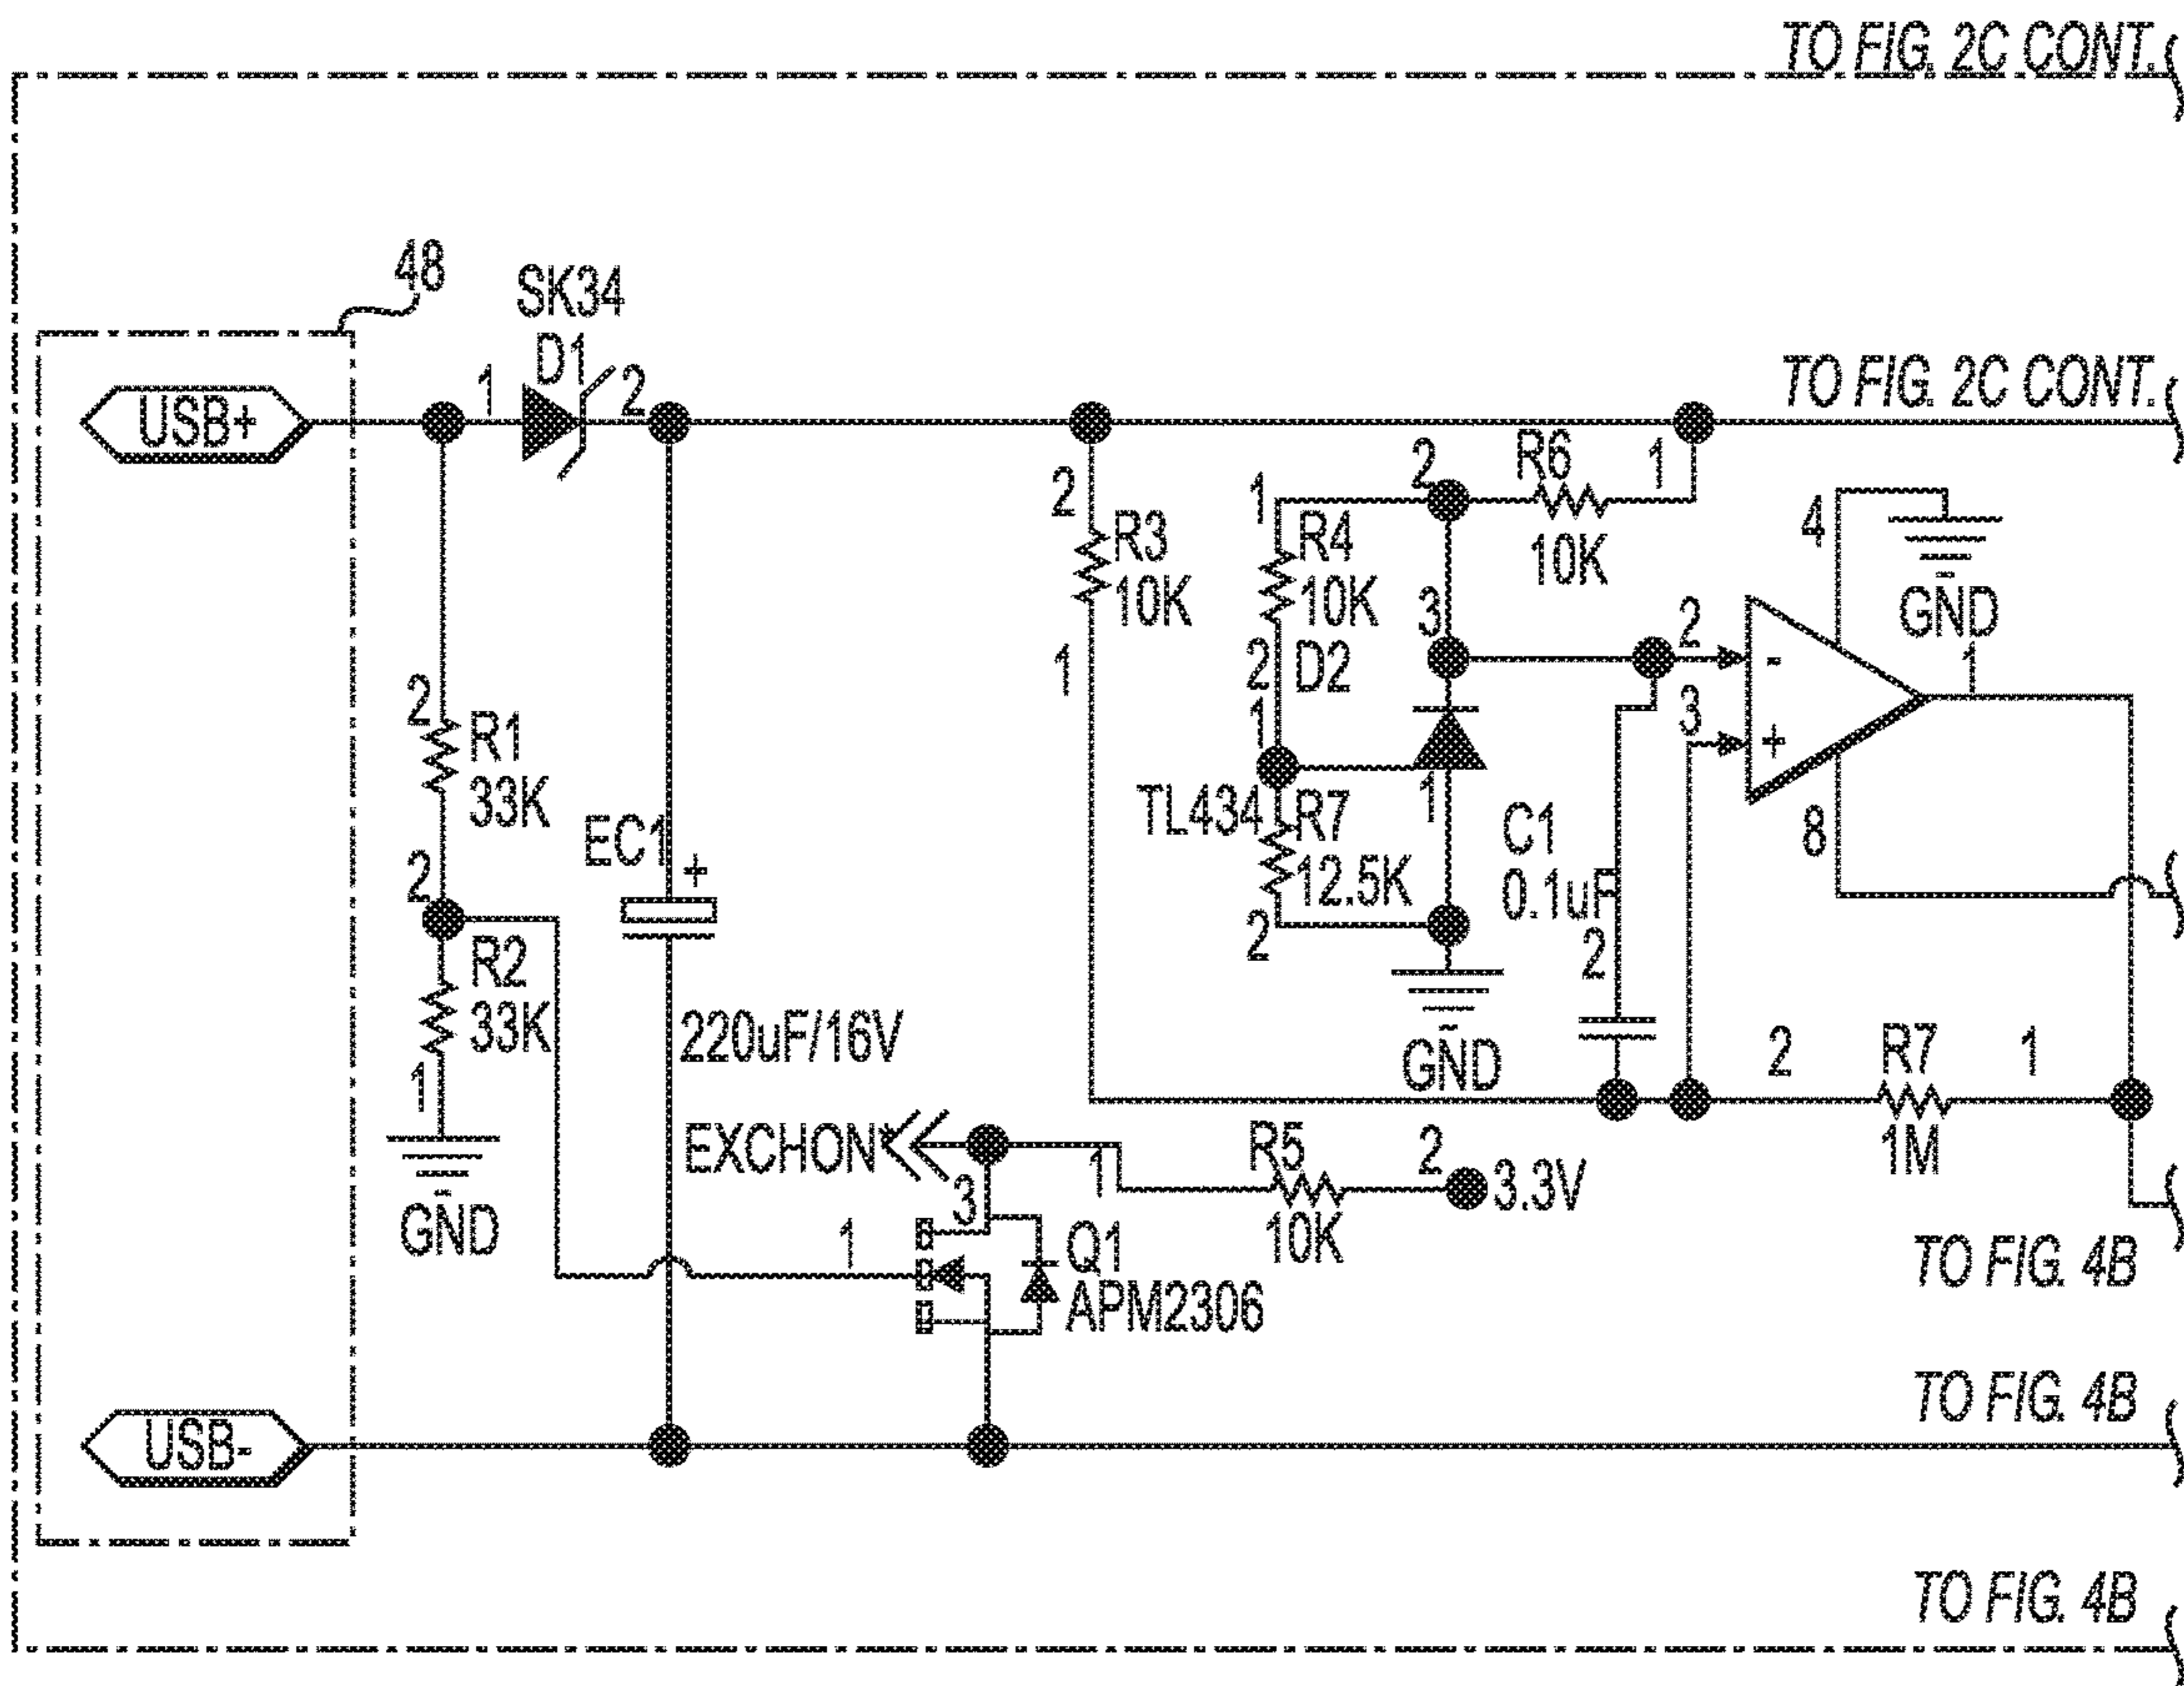 TO FIG. 2C CONT.
48
SK34
D1
1
2
USB+
TO FIG. 2C CONT.
2
R3
10K
1
1
R4
10K
2
D2
2
R6
1
10K
3
4
GND
2
-
3
+
1
8
2
R1
33K
2
R2
33K
1
GND
EC1
+
220uF/16V
1
TL434
R7
12.5K
2
1
GND
C1
0.1uF
2
2
R7
1
1M
EXCHON
3
1
R5
2
3.3V
10K
1
Q1
APM2306
TO FIG. 4B
TO FIG. 4B
USB-
TO FIG. 4B